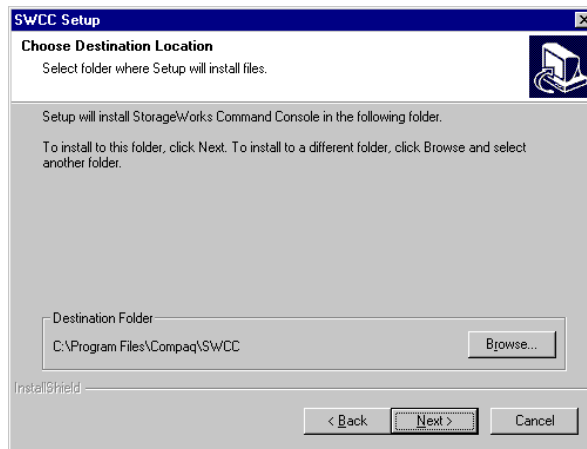 SWCC Setup
Choose Destination Location
Select folder where Setup will install files.
Setup will install StorageWorks Command Console in the following folder.
To install to this folder, click Next. To install to a different folder, click Browse and select
another folder.
Destination Folder
C:\Program Files\Compaq\SWCC
Browse...
InstallShield
< Back
Next >
Cancel